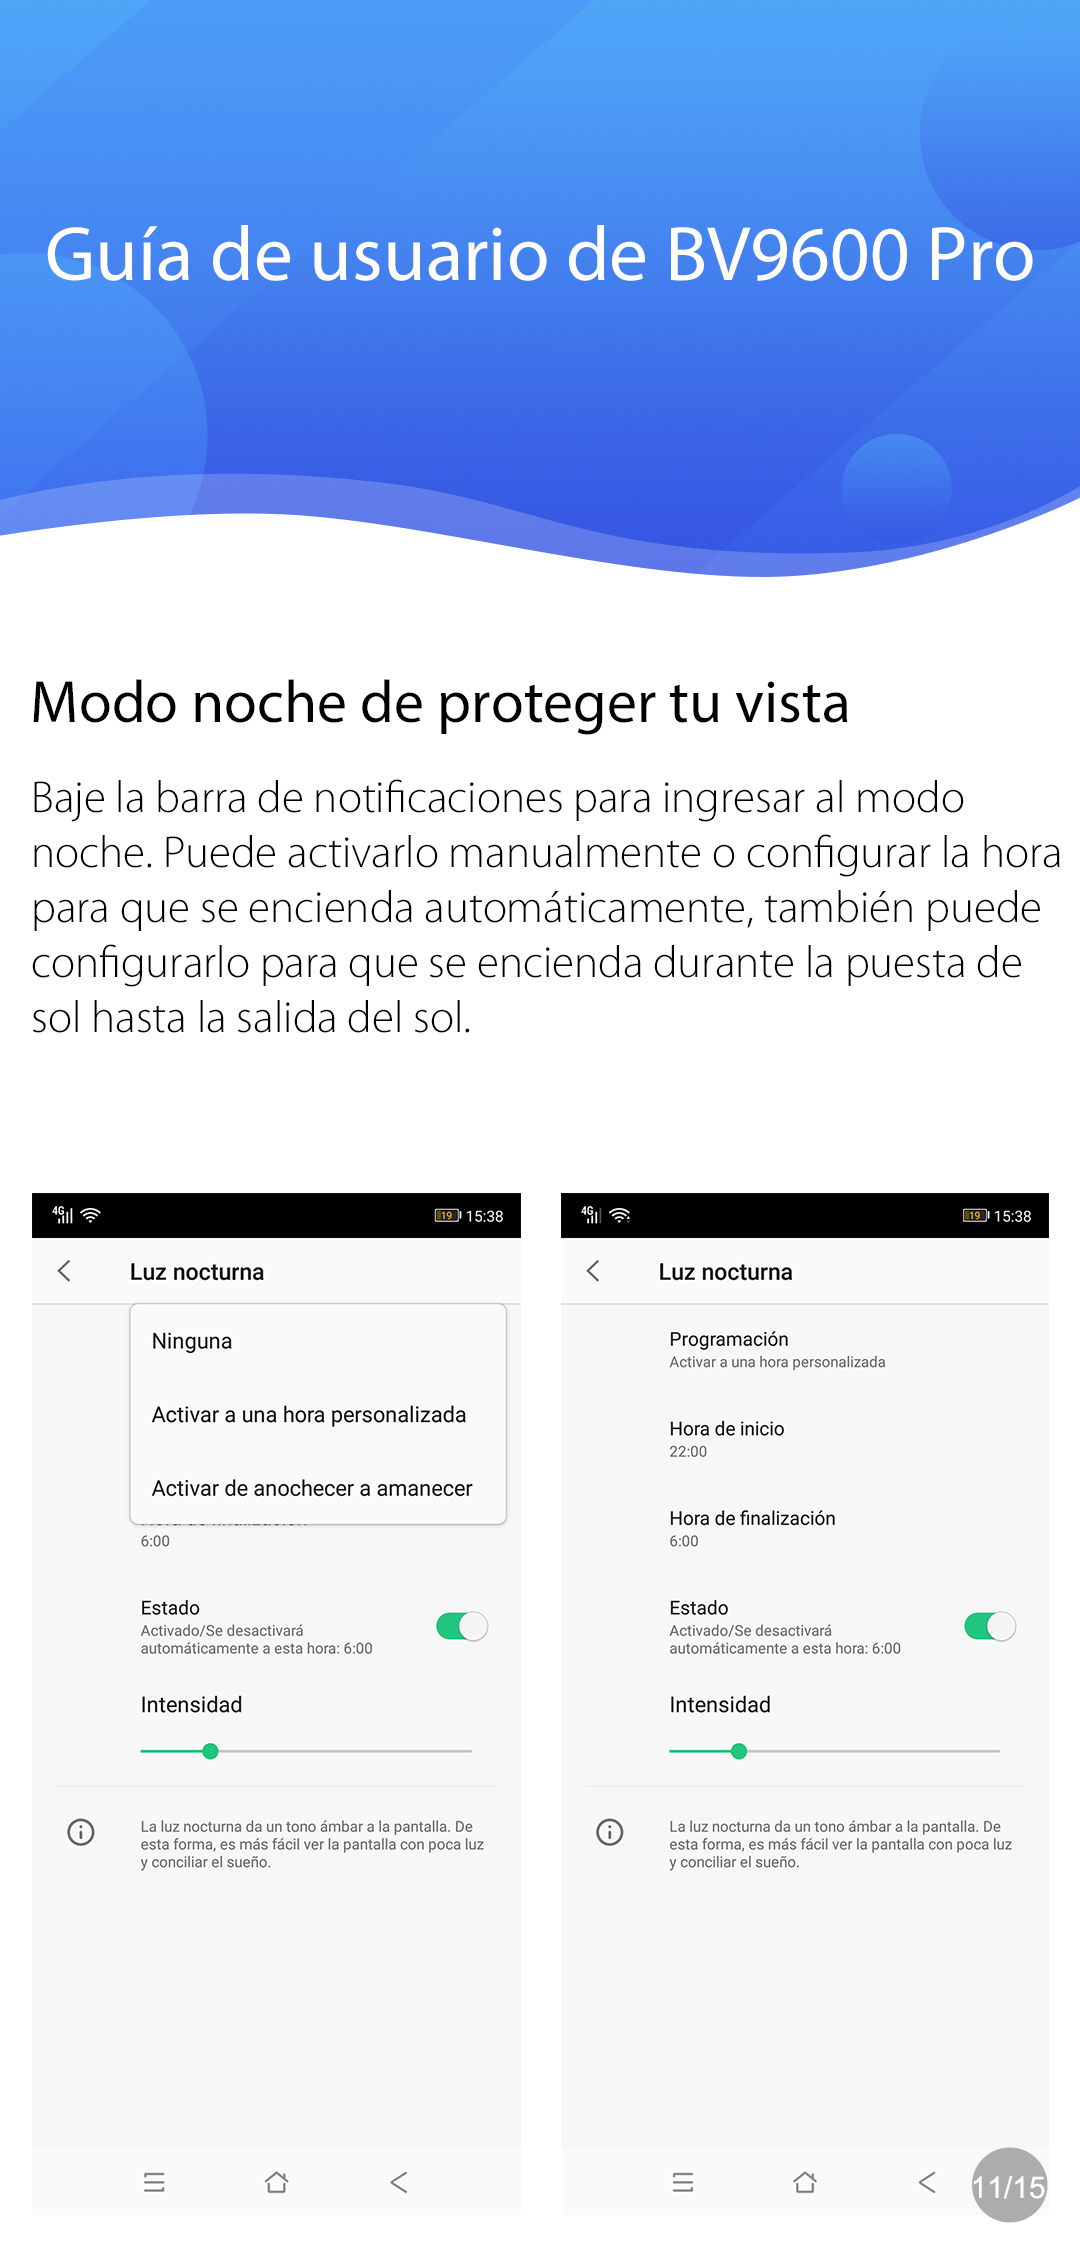 Guía de usuario de BV9600 Pro
Modo noche de proteger tu vista
Baje la barra de notificaciones para ingresar al modo
noche. Puede activarlo manualmente o configurar la hora
para que se encienda automáticamente, también puede
configurarlo para que se encienda durante la puesta de
sol hasta la salida del sol.
4G 19 15:38
Luz nocturna
Ninguna
Activar a una hora personalizada
Activar de anochecer a amanecer
6:00
Estado
Activado/Se desactivará
automáticamente a esta hora: 6:00
Intensidad
La luz nocturna da un tono ámbar a la pantalla. De
esta forma, es más fácil ver la pantalla con poca luz
y conciliar el sueño.
4G 19 15:38
Luz nocturna
Programación
Activar a una hora personalizada
Hora de inicio
22:00
Hora de finalización
6:00
Estado
Activado/Se desactivará
automáticamente a esta hora: 6:00
Intensidad
La luz nocturna da un tono ámbar a la pantalla. De
esta forma, es más fácil ver la pantalla con poca luz
y conciliar el sueño.
11/15